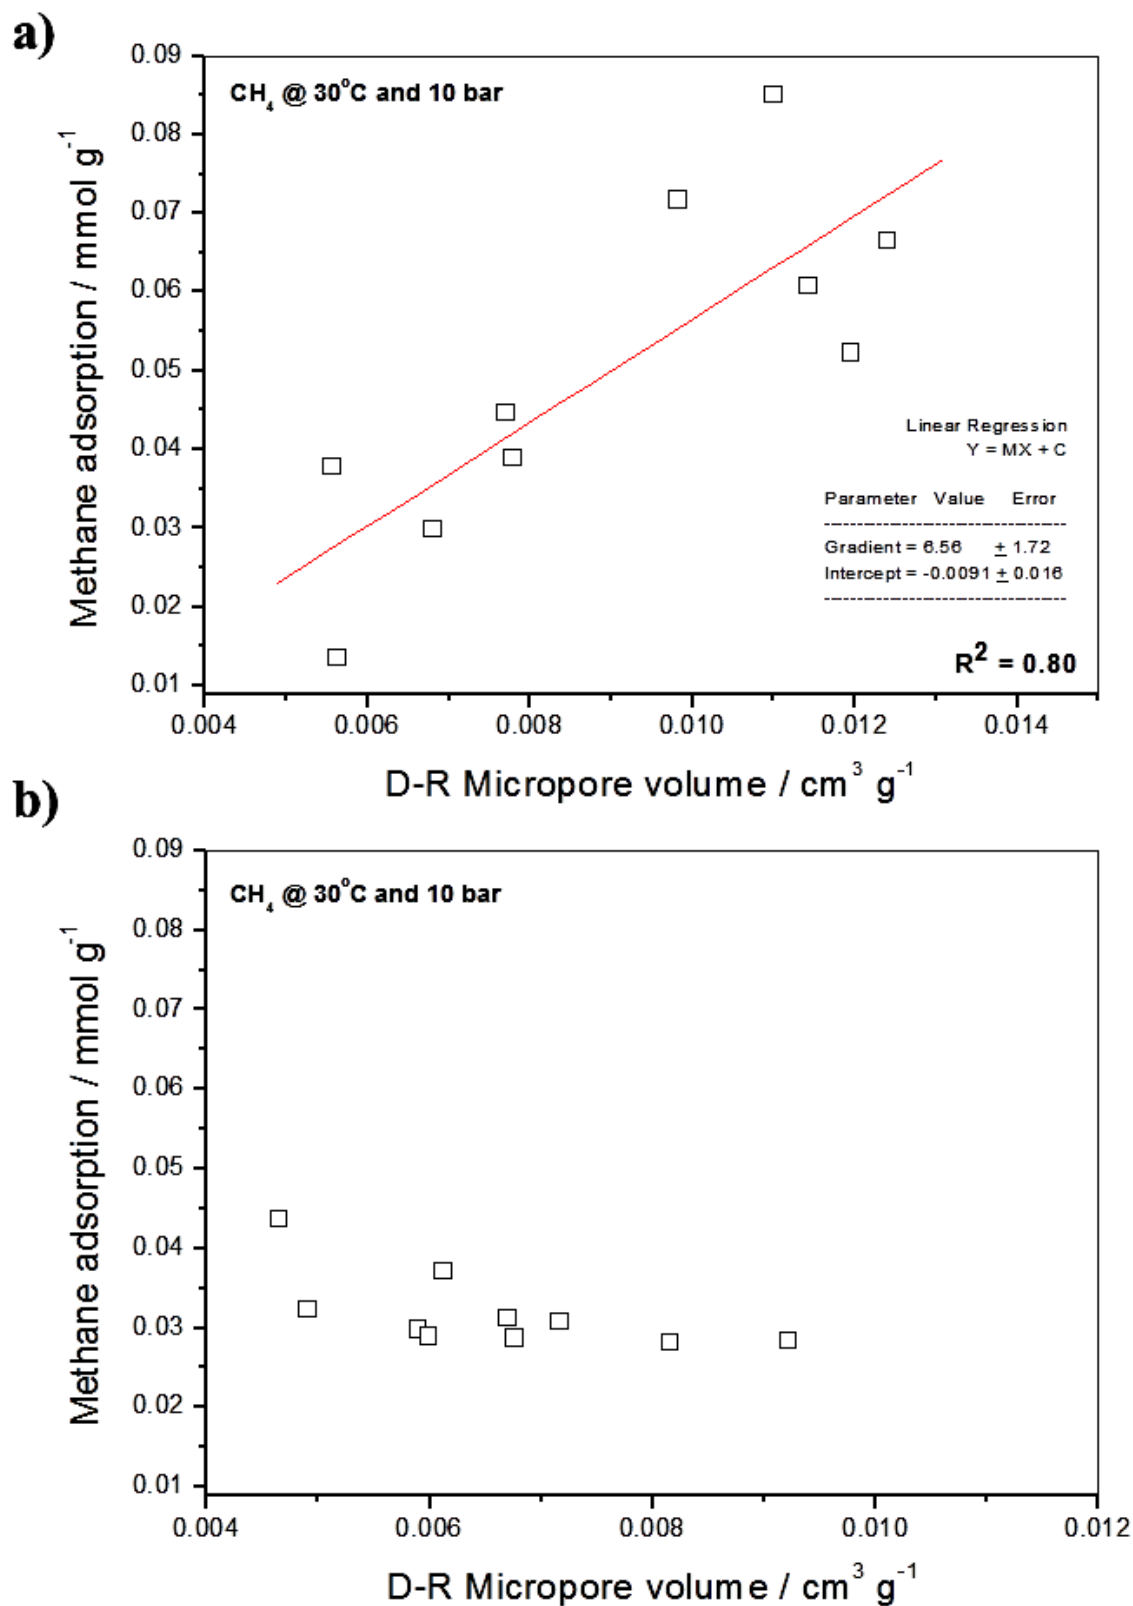 a)
CH₄ @ 30°C and 10 bar
0.09
0.08
0.07
0.06
0.05
0.04
0.03
0.02
0.01
Methane adsorption / mmol g⁻¹
Linear Regression
Y = MX + C
Parameter Value Error
------------------------------------
Gradient = 6.56 ± 1.72
Intercept = -0.0091 ± 0.016
------------------------------------
R² = 0.80
0.004 0.006 0.008 0.010 0.012 0.014
D-R Micropore volume / cm³ g⁻¹
b)
CH₄ @ 30°C and 10 bar
0.09
0.08
0.07
0.06
0.05
0.04
0.03
0.02
0.01
Methane adsorption / mmol g⁻¹
0.004 0.006 0.008 0.010 0.012
D-R Micropore volume / cm³ g⁻¹